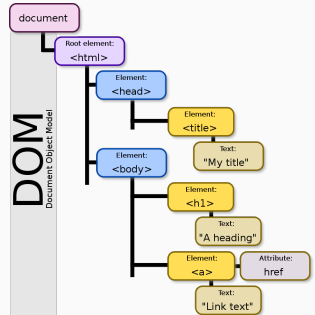 document
Root element:
<html>
Element:
<head>
Element:
<title>
Text:
"My title"
Element:
<body>
Element:
<h1>
Text:
"A heading"
Element:
<a>
Attribute:
href
Text:
"Link text"
DOM
Document Object Model